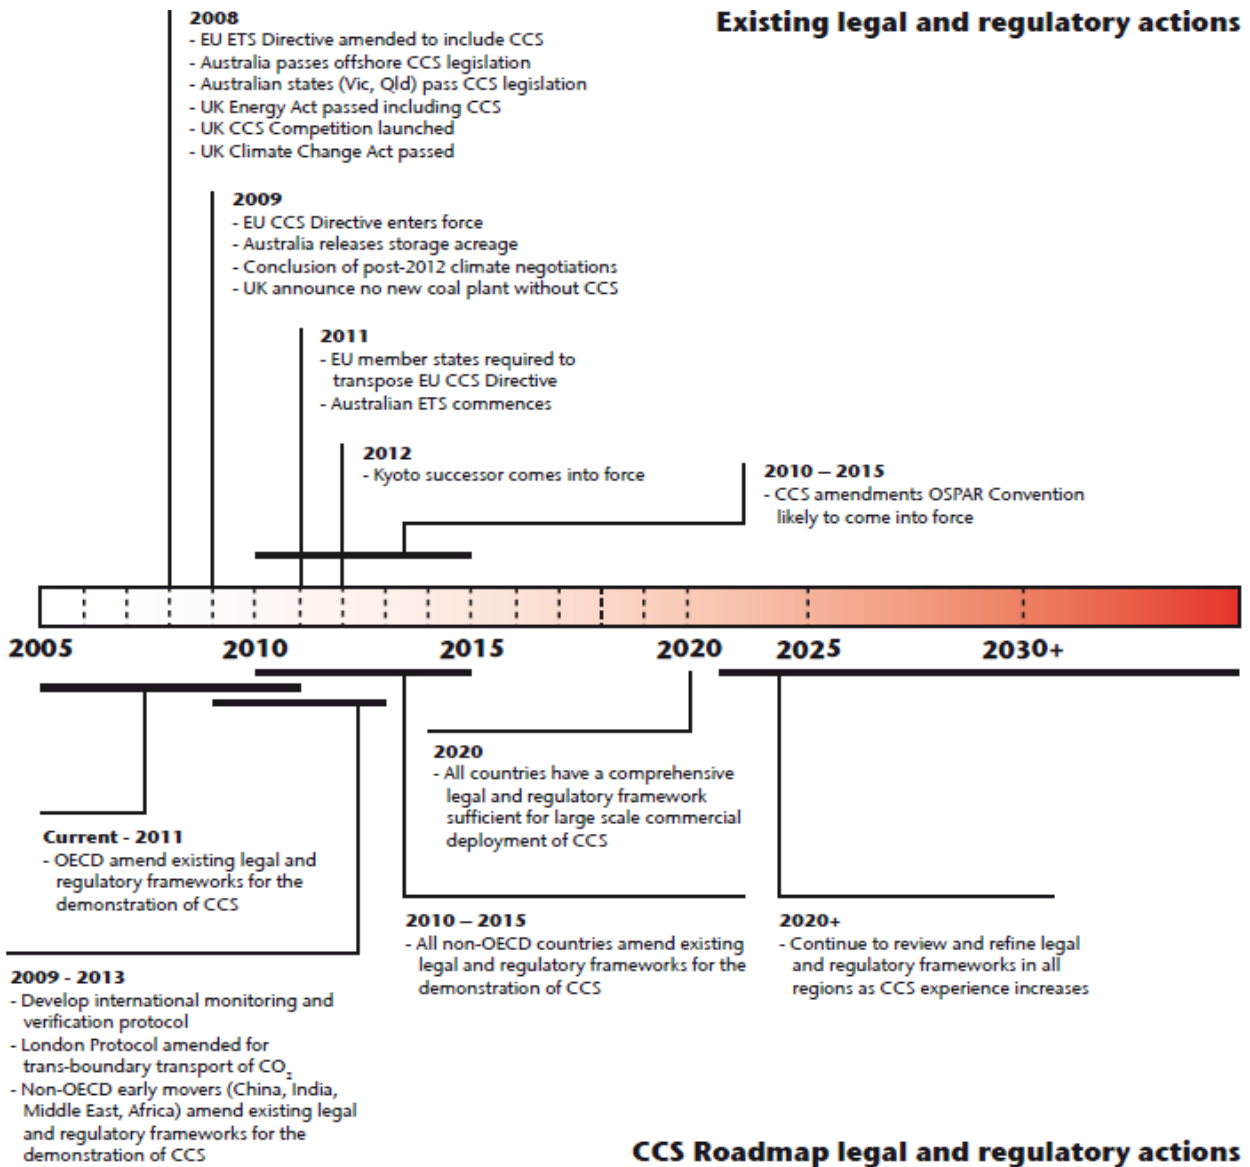 Existing legal and regulatory actions
2008
- EU ETS Directive amended to include CCS
- Australia passes offshore CCS legislation
- Australian states (Vic, Qld) pass CCS legislation
- UK Energy Act passed including CCS
- UK CCS Competition launched
- UK Climate Change Act passed
2009
- EU CCS Directive enters force
- Australia releases storage acreage
- Conclusion of post-2012 climate negotiations
- UK announce no new coal plant without CCS
2011
- EU member states required to
transpose EU CCS Directive
- Australian ETS commences
2012
- Kyoto successor comes into force
2010 – 2015
- CCS amendments OSPAR Convention
likely to come into force
2005 2010 2015 2020 2025 2030+
2020
- All countries have a comprehensive
legal and regulatory framework
sufficient for large scale commercial
deployment of CCS
Current - 2011
- OECD amend existing legal and
regulatory frameworks for the
demonstration of CCS
2010 – 2015
- All non-OECD countries amend existing
legal and regulatory frameworks for the
demonstration of CCS
2020+
- Continue to review and refine legal
and regulatory frameworks in all
regions as CCS experience increases
2009 - 2013
- Develop international monitoring and
verification protocol
- London Protocol amended for
trans-boundary transport of CO₂
- Non-OECD early movers (China, India,
Middle East, Africa) amend existing legal
and regulatory frameworks for the
demonstration of CCS
CCS Roadmap legal and regulatory actions